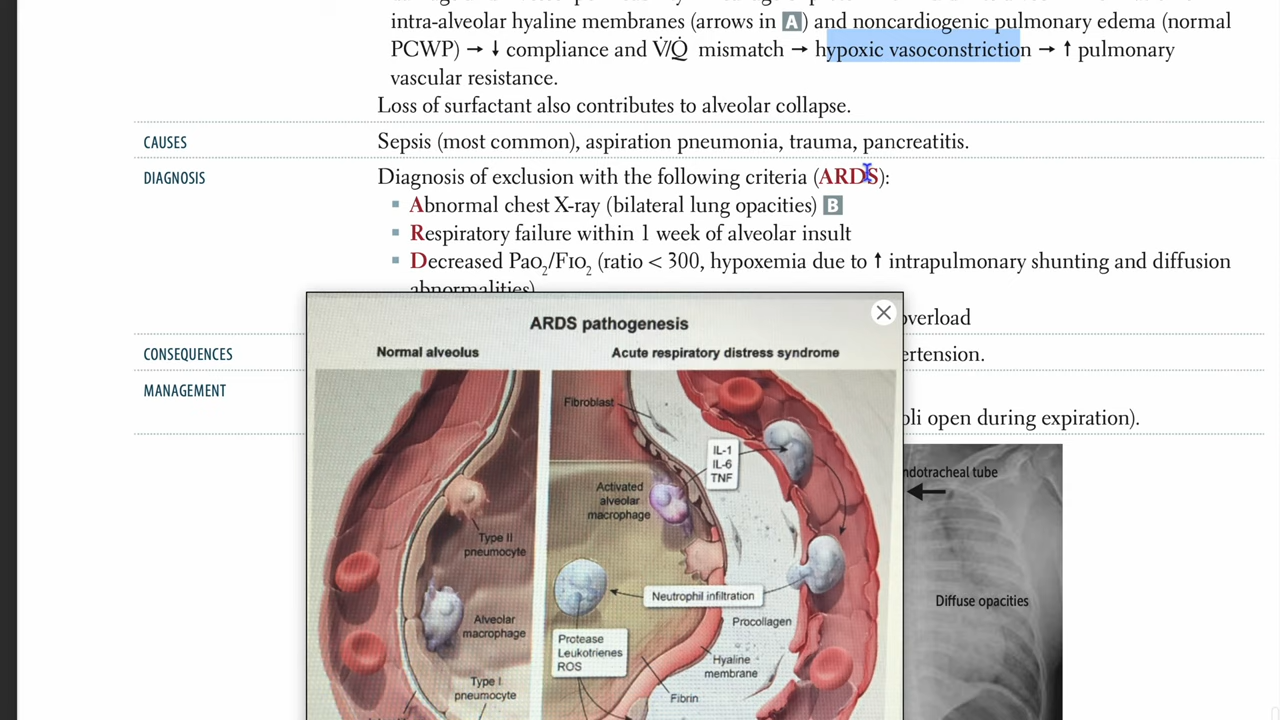 intra-alveolar hyaline membranes (arrows in A) and noncardiogenic pulmonary edema (normal
PCWP) → ↓ compliance and V̇/Q̇ mismatch → hypoxic vasoconstriction → ↑ pulmonary
vascular resistance.
Loss of surfactant also contributes to alveolar collapse.
CAUSES
Sepsis (most common), aspiration pneumonia, trauma, pancreatitis.
DIAGNOSIS
Diagnosis of exclusion with the following criteria (ARDS):
▪ Abnormal chest X-ray (bilateral lung opacities) B
▪ Respiratory failure within 1 week of alveolar insult
▪ Decreased PaO₂/FIO₂ (ratio < 300, hypoxemia due to ↑ intrapulmonary shunting and diffusion
abnormalities)
overload
CONSEQUENCES
ertension.
MANAGEMENT
oli open during expiration).
ARDS pathogenesis
Normal alveolus
Acute respiratory distress syndrome
Fibroblast
IL-1
IL-6
TNF
Activated
alveolar
macrophage
Type II
pneumocyte
Neutrophil infiltration
Alveolar
macrophage
Procollagen
Protease
Leukotrienes
ROS
Hyaline
membrane
Type I
pneumocyte
Fibrin
ndotracheal tube
Diffuse opacities